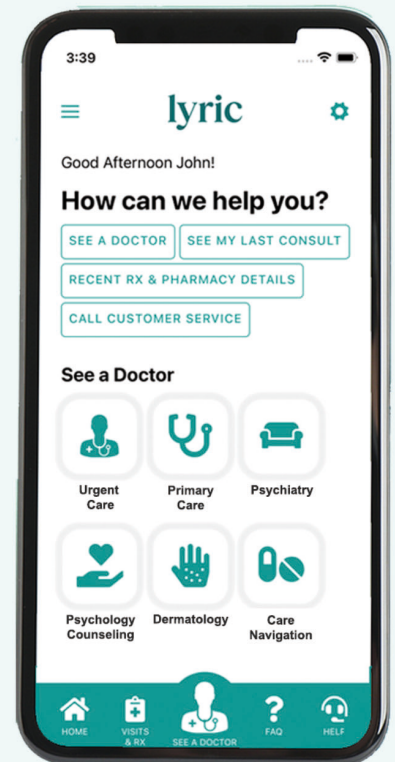 3:39
lyric
Good Afternoon John!
How can we help you?
SEE A DOCTOR SEE MY LAST CONSULT
RECENT RX & PHARMACY DETAILS
CALL CUSTOMER SERVICE
See a Doctor
Urgent Care
Primary Care
Psychiatry
Psychology Counseling
Dermatology
Care Navigation
HOME
VISITS & RX
SEE A DOCTOR
FAQ
HELP